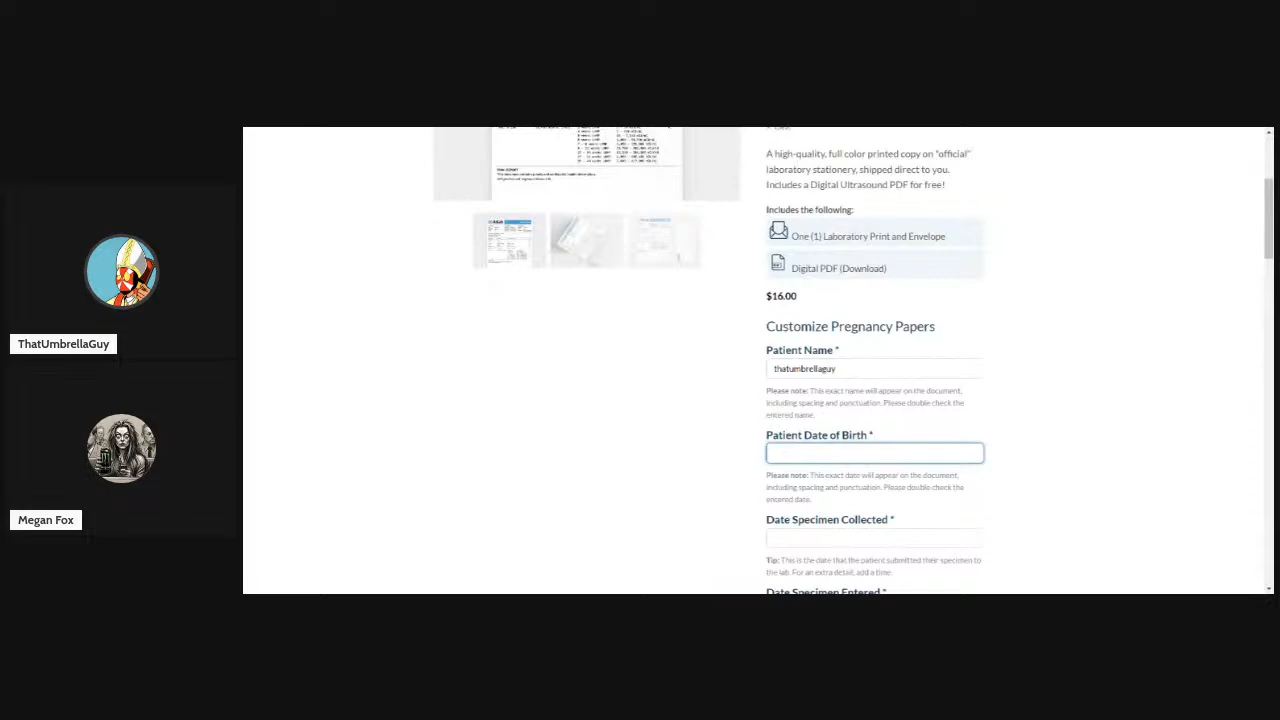 ThatUmbrellaGuy
Megan Fox
A high-quality, full color printed copy on "official"
laboratory stationery, shipped direct to you.
Includes a Digital Ultrasound PDF for free!
Includes the following:
One (1) Laboratory Print and Envelope
Digital PDF (Download)
$16.00
Customize Pregnancy Papers
Patient Name *
thatumbrellaguy
Please note: This exact name will appear on the document,
including spacing and punctuation. Please double check the
entered name.
Patient Date of Birth *
Please note: This exact date will appear on the document,
including spacing and punctuation. Please double check the
entered date.
Date Specimen Collected *
Tip: This is the date that the patient submitted their specimen to
the lab. For an extra detail, add a time.
Date Specimen Entered *